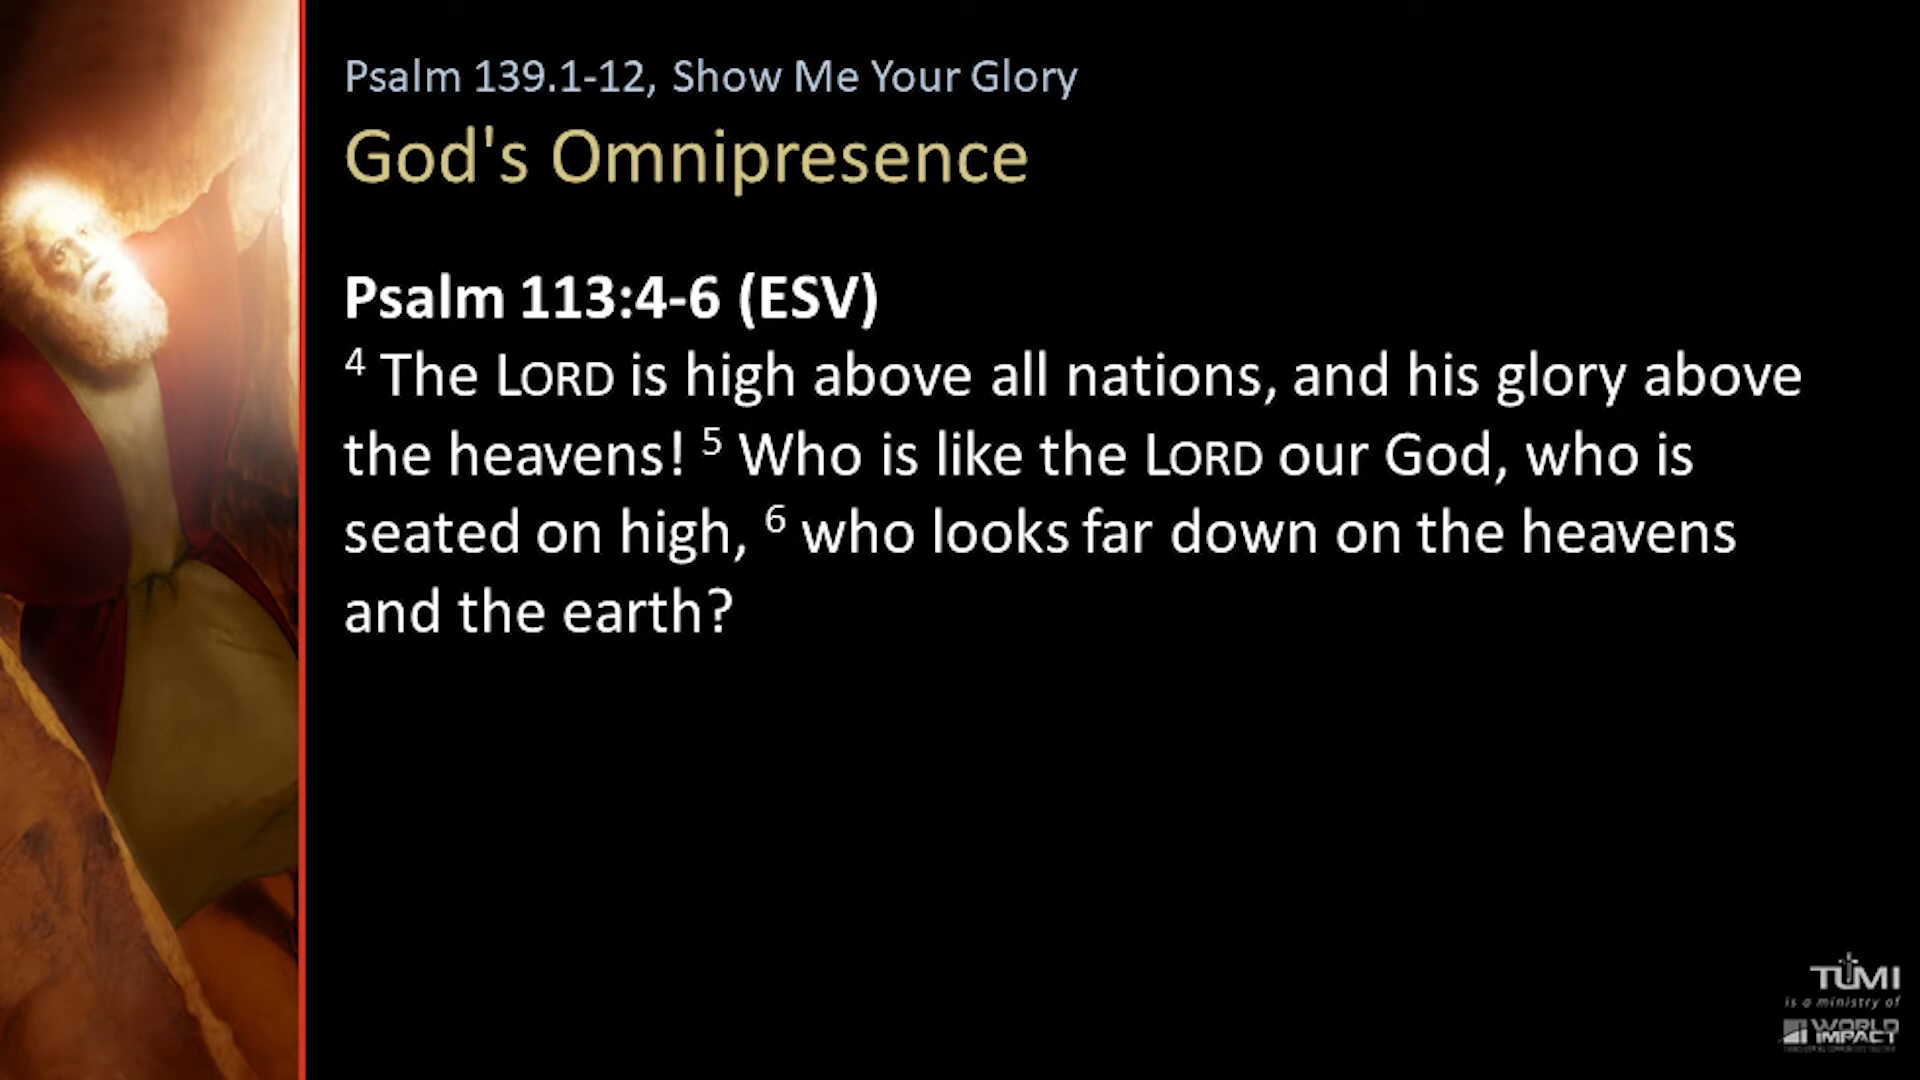 Psalm 139.1-12, Show Me Your Glory
God's Omnipresence
Psalm 113:4-6 (ESV)
4 The LORD is high above all nations, and his glory above
the heavens! 5 Who is like the LORD our God, who is
seated on high, 6 who looks far down on the heavens
and the earth?
TUMI
is a ministry of
WORLD
IMPACT